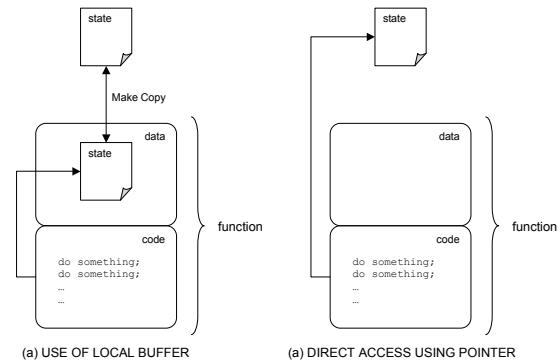 state
Make Copy
data
state
code
do something;
do something;
…
…
function
(a) USE OF LOCAL BUFFER
state
data
code
do something;
do something;
…
…
function
(a) DIRECT ACCESS USING POINTER